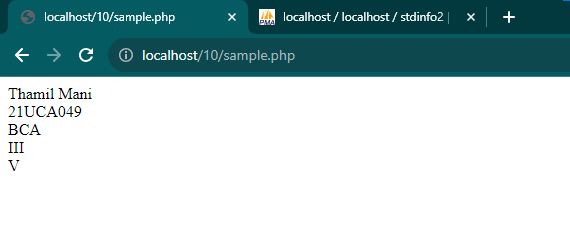 localhost/10/sample.php
localhost / localhost / stdinfo2 |
localhost/10/sample.php
Thamil Mani
21UCA049
BCA
III
V